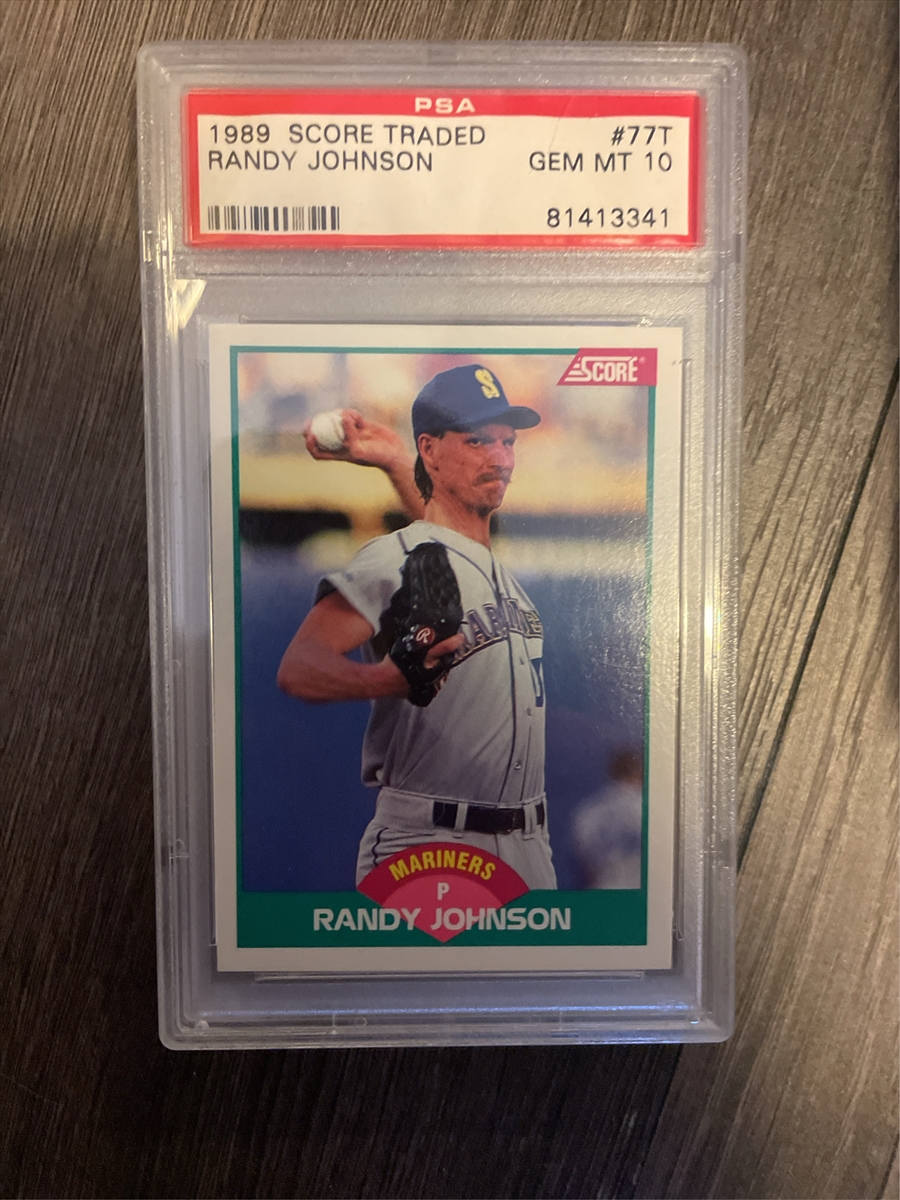 PSA
1989 SCORE TRADED #77T
RANDY JOHNSON GEM MT 10
81413341
SCORE®
S
R
MARINERS
P
RANDY JOHNSON